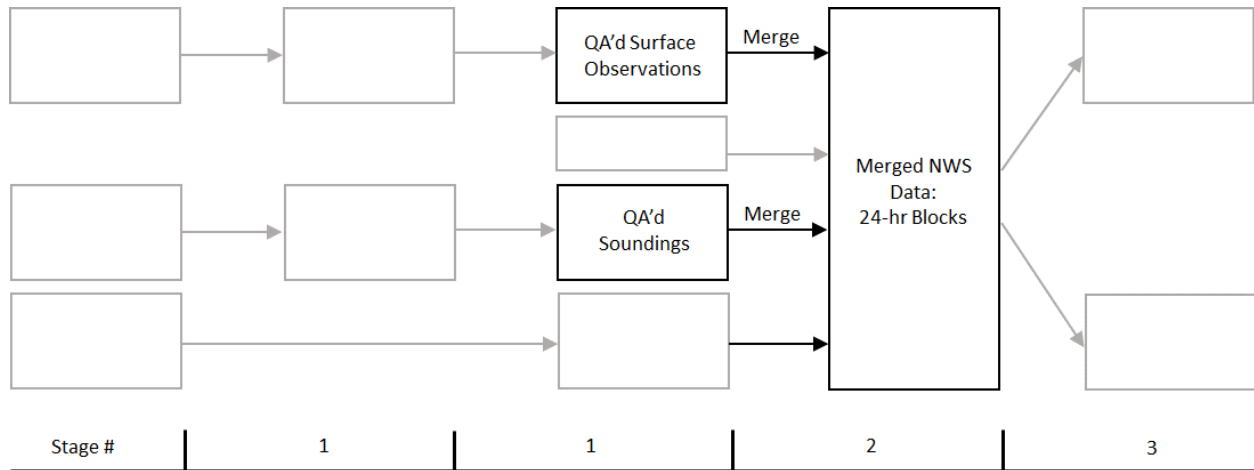 QA'd Surface
Observations
Merge
QA'd
Soundings
Merge
Merged NWS
Data:
24-hr Blocks
Stage #
1
1
2
3